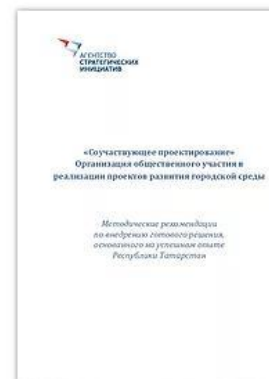 АГЕНТСТВО
СТРАТЕГИЧЕСКИХ
ИНИЦИАТИВ
«Соучаствующее проектирование»
Организация общественного участия в
реализации проектов развития городской среды
Методические рекомендации
по внедрению готового решения,
основанного на успешном опыте
Республики Татарстан